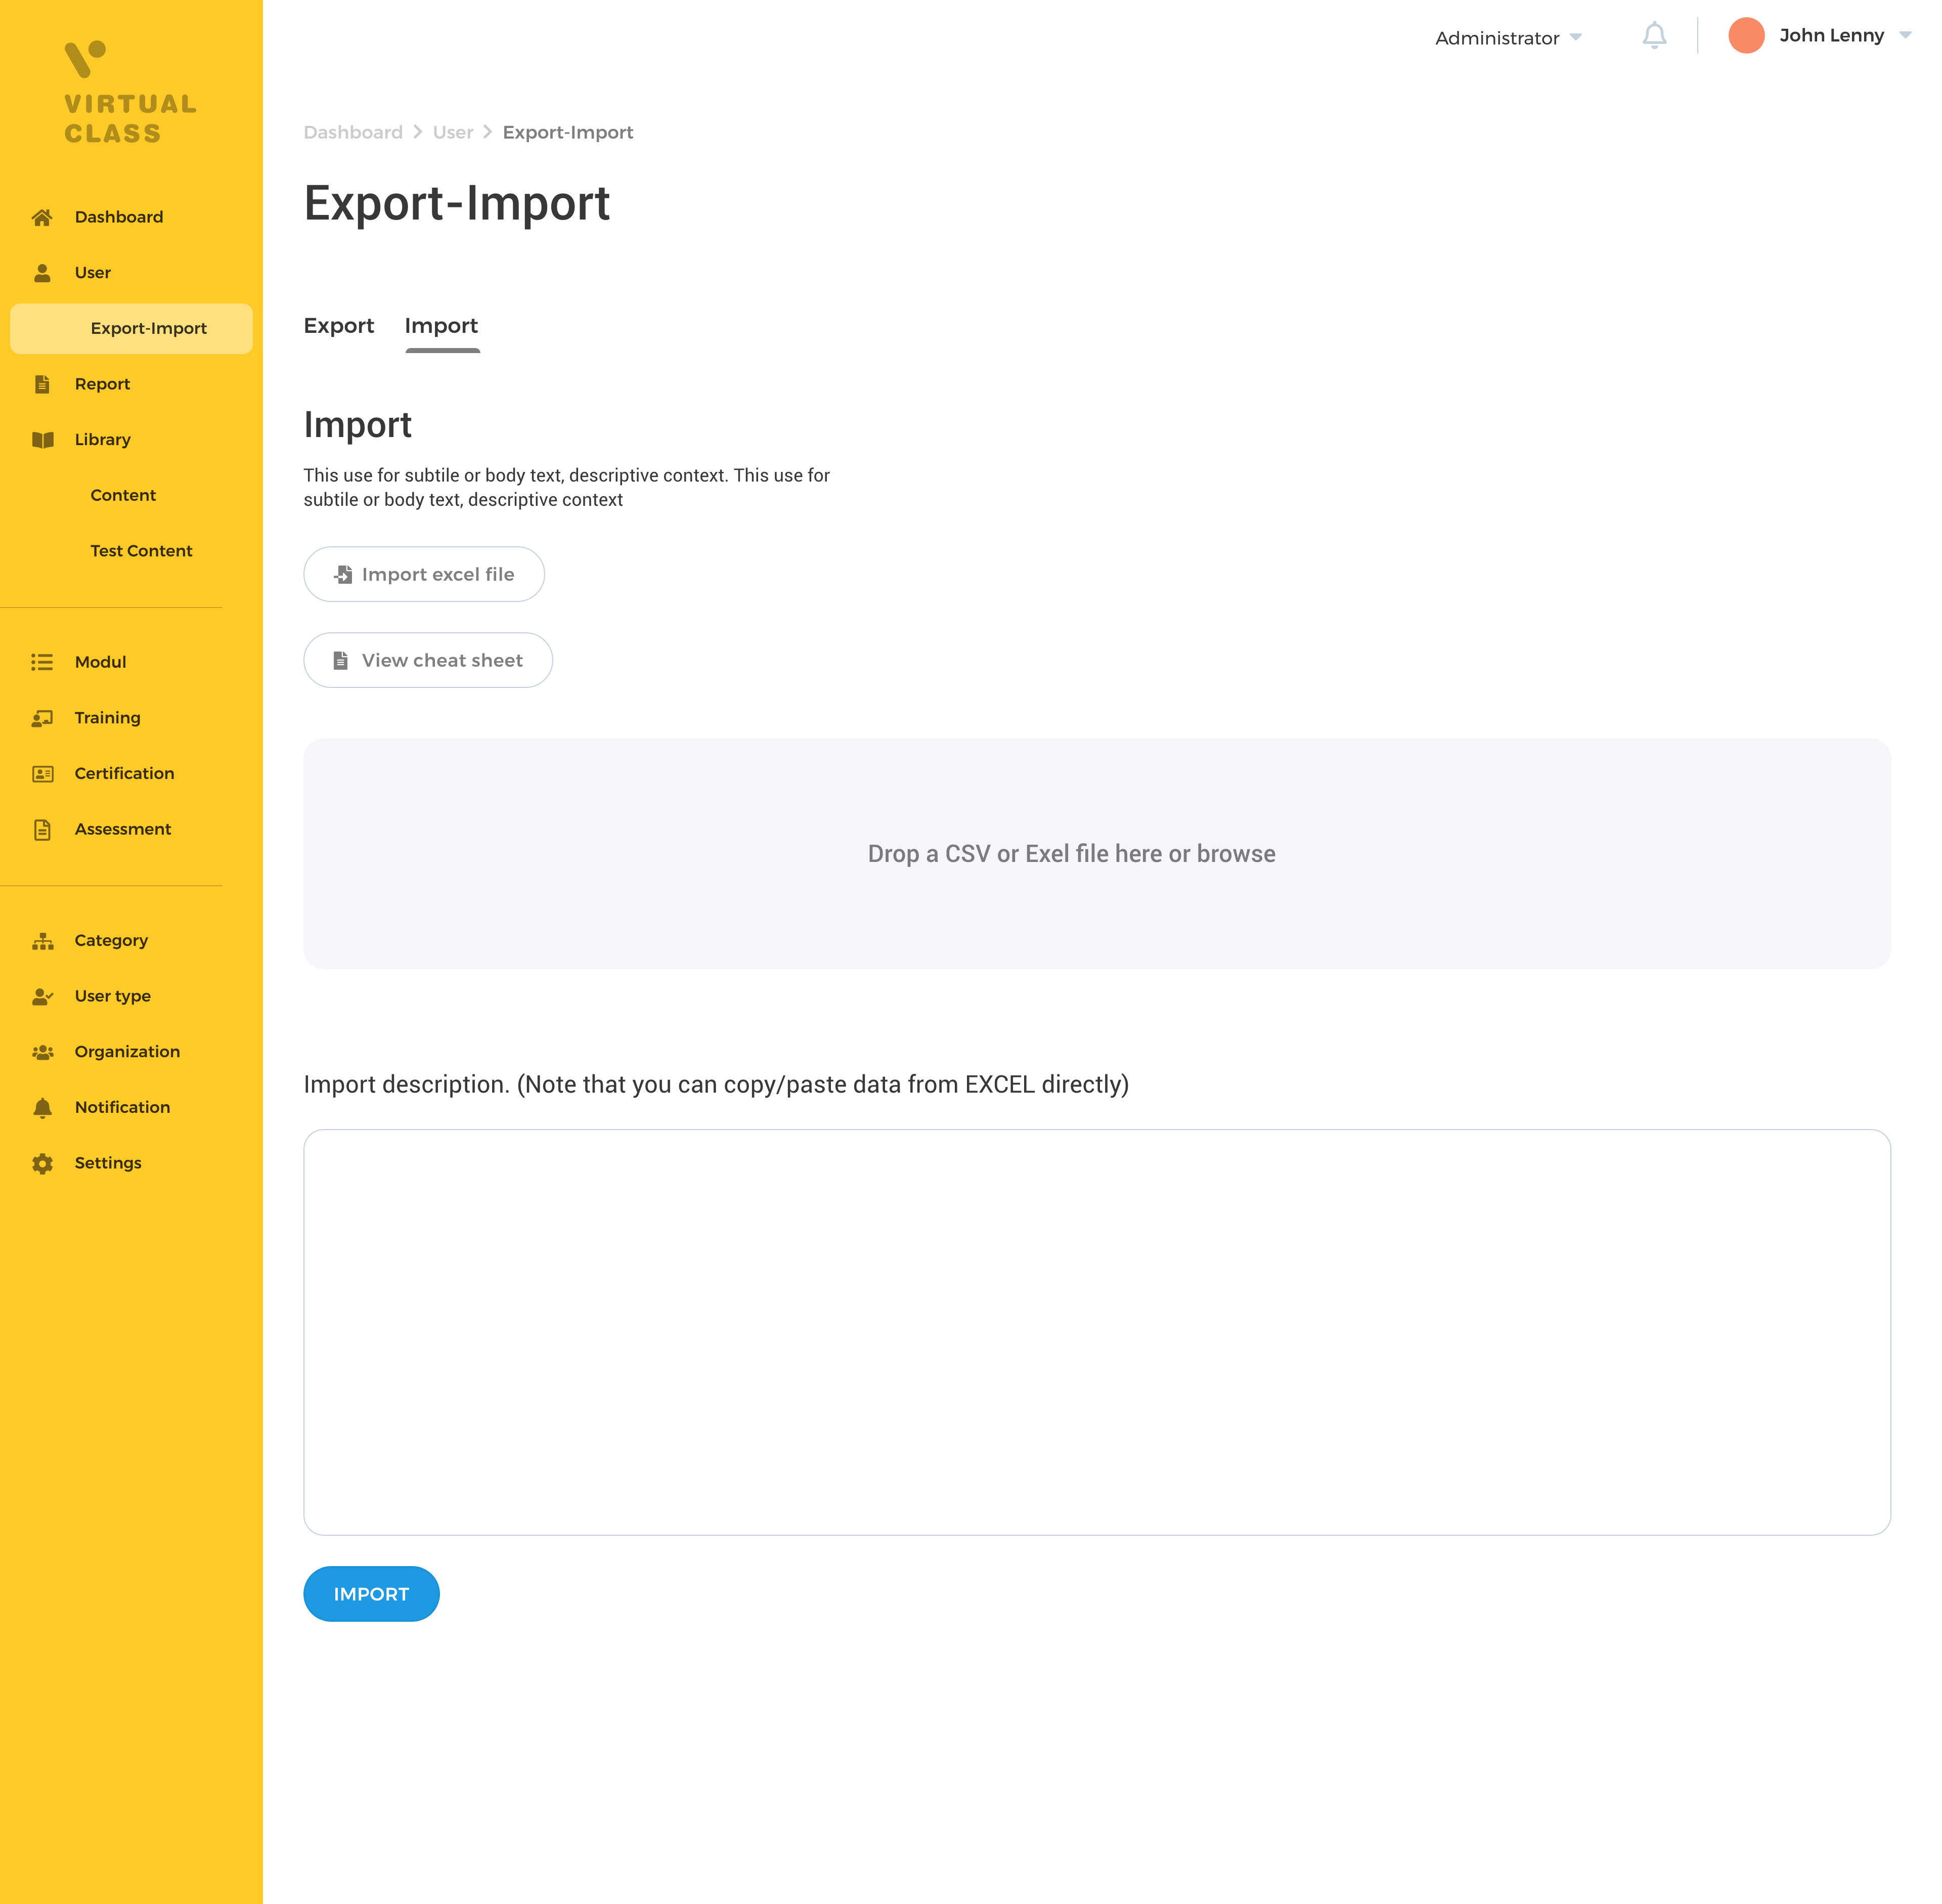 VIRTUAL
CLASS
Dashboard
User
Export-Import
Report
Library
Content
Test Content
Modul
Training
Certification
Assessment
Category
User type
Organization
Notification
Settings
Administrator
John Lenny
Dashboard > User > Export-Import
Export-Import
Export Import
Import
This use for subtile or body text, descriptive context. This use for
subtile or body text, descriptive context
Import excel file
View cheat sheet
Drop a CSV or Exel file here or browse
Import description. (Note that you can copy/paste data from EXCEL directly)
IMPORT